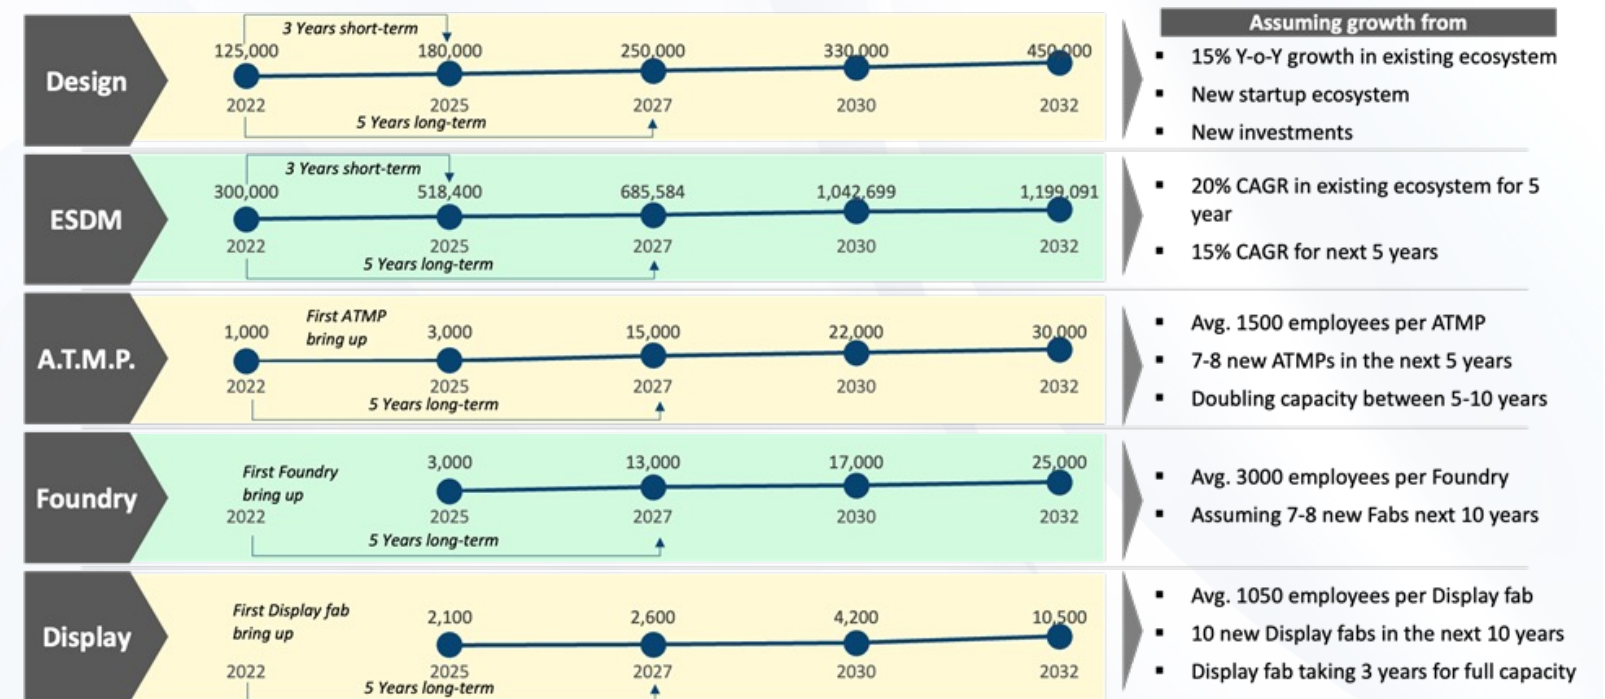 Assuming growth from
3 Years short-term
125,000 180,000 250,000 330,000 450,000
Design
2022 2025 2027 2030 2032
5 Years long-term
▪ 15% Y-o-Y growth in existing ecosystem
▪ New startup ecosystem
▪ New investments
3 Years short-term
300,000 518,400 685,584 1,042,699 1,199,091
ESDM
2022 2025 2027 2030 2032
5 Years long-term
▪ 20% CAGR in existing ecosystem for 5
year
▪ 15% CAGR for next 5 years
First ATMP
bring up
1,000 3,000 15,000 22,000 30,000
A.T.M.P.
2022 2025 2027 2030 2032
5 Years long-term
▪ Avg. 1500 employees per ATMP
▪ 7-8 new ATMPs in the next 5 years
▪ Doubling capacity between 5-10 years
First Foundry
bring up
3,000 13,000 17,000 25,000
Foundry
2022 2025 2027 2030 2032
5 Years long-term
▪ Avg. 3000 employees per Foundry
▪ Assuming 7-8 new Fabs next 10 years
First Display fab
bring up
2,100 2,600 4,200 10,500
Display
2022 2025 2027 2030 2032
5 Years long-term
▪ Avg. 1050 employees per Display fab
▪ 10 new Display fabs in the next 10 years
▪ Display fab taking 3 years for full capacity